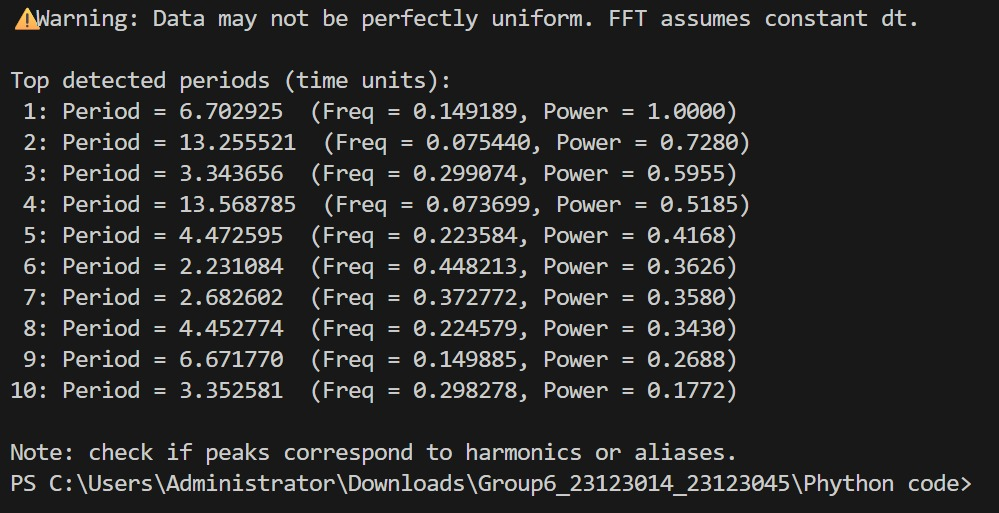 ⚠Warning: Data may not be perfectly uniform. FFT assumes constant dt.
Top detected periods (time units):
1: Period = 6.702925  (Freq = 0.149189, Power = 1.0000)
2: Period = 13.255521  (Freq = 0.075440, Power = 0.7280)
3: Period = 3.343656  (Freq = 0.299074, Power = 0.5955)
4: Period = 13.568785  (Freq = 0.073699, Power = 0.5185)
5: Period = 4.472595  (Freq = 0.223584, Power = 0.4168)
6: Period = 2.231084  (Freq = 0.448213, Power = 0.3626)
7: Period = 2.682602  (Freq = 0.372772, Power = 0.3580)
8: Period = 4.452774  (Freq = 0.224579, Power = 0.3430)
9: Period = 6.671770  (Freq = 0.149885, Power = 0.2688)
10: Period = 3.352581  (Freq = 0.298278, Power = 0.1772)
Note: check if peaks correspond to harmonics or aliases.
PS C:\Users\Administrator\Downloads\Group6_23123014_23123045\Phython code>